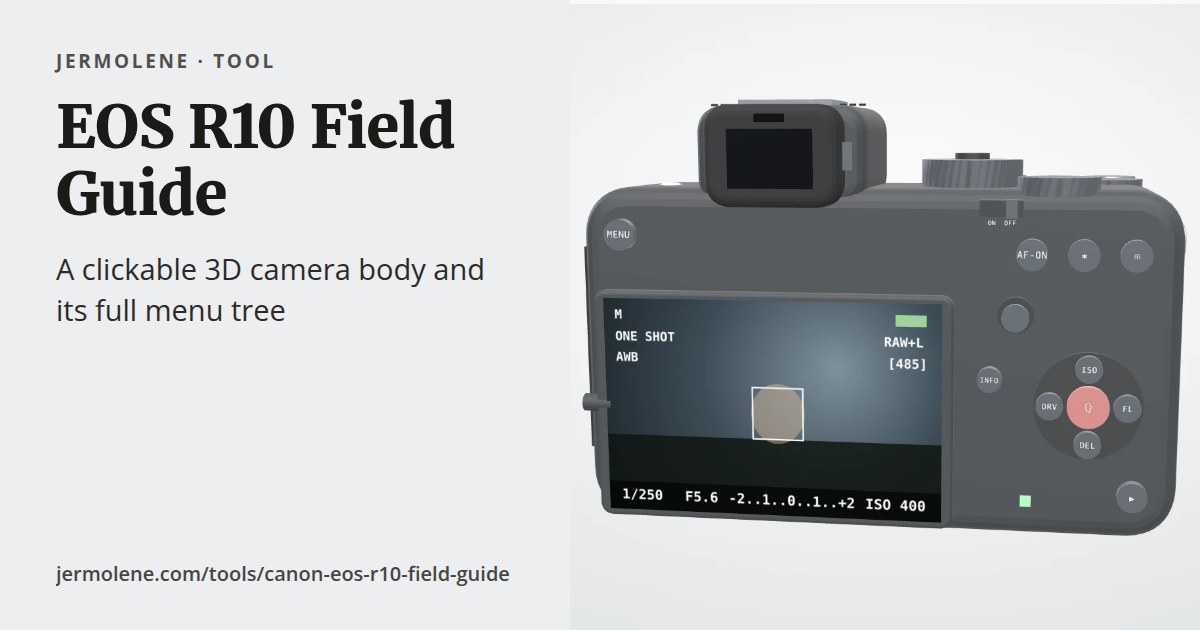 JERMOLENE · TOOL
EOS R10 Field
Guide
A clickable 3D camera body and
its full menu tree
jermolene.com/tools/canon-eos-r10-field-guide
MENU
ON OFF
AF-ON
*
M
ONE SHOT
AWB
RAW+L
[485]
1/250 F5.6 -2..1..0..1..+2 ISO 400
INFO
ISO
DRV
Q
FL
DEL
▶